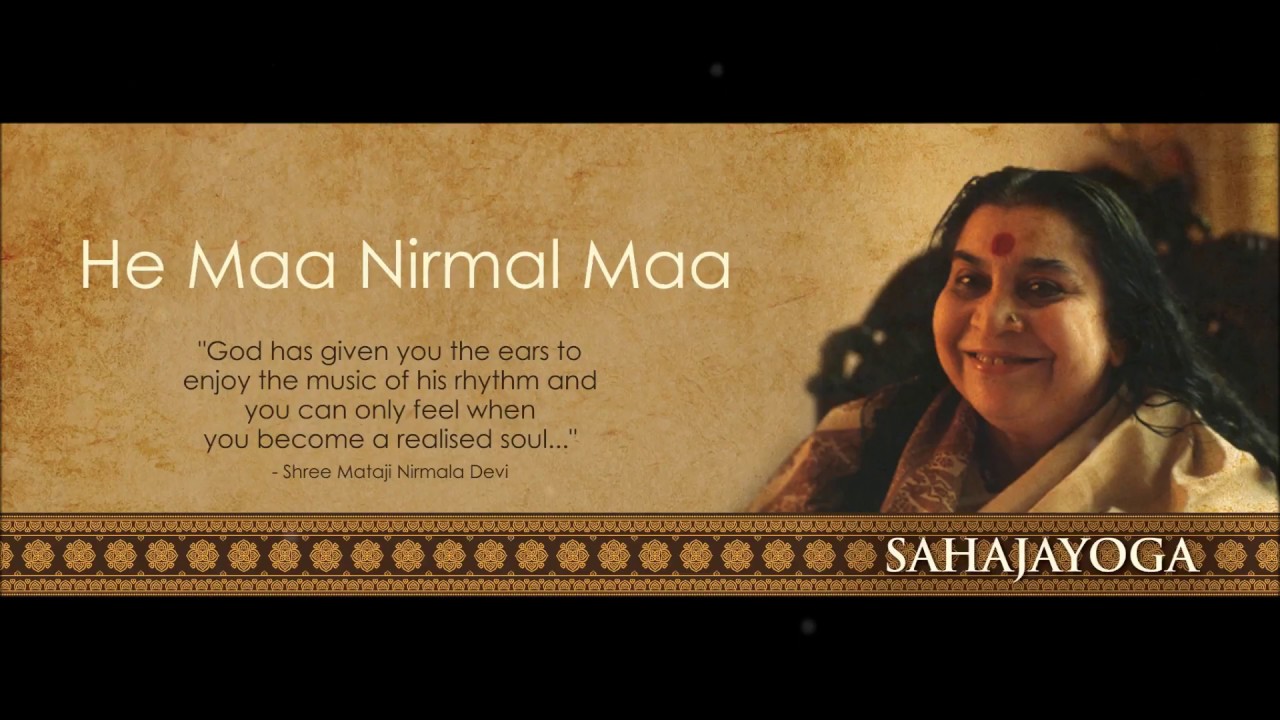 He Maa Nirmal Maa
"God has given you the ears to
enjoy the music of his rhythm and
you can only feel when
you become a realised soul..."
- Shree Mataji Nirmala Devi
SAHAJAYOGA